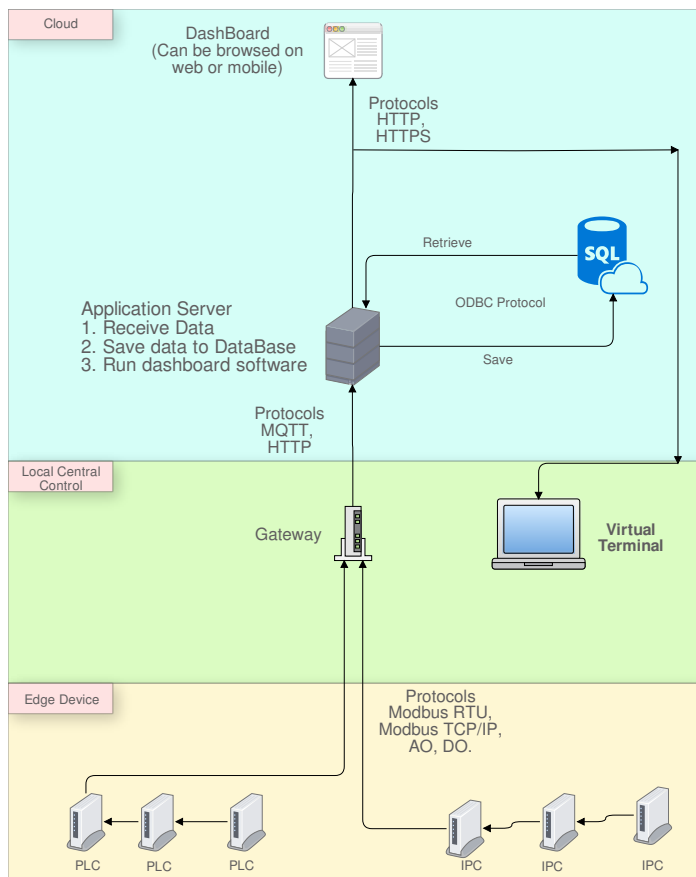 Cloud
DashBoard
(Can be browsed on
web or mobile)
Protocols
HTTP,
HTTPS
Retrieve
SQL
ODBC Protocol
Application Server
1. Receive Data
2. Save data to DataBase
3. Run dashboard software
Save
Protocols
MQTT,
HTTP
Local Central
Control
Gateway
Virtual
Terminal
Edge Device
Protocols
Modbus RTU,
Modbus TCP/IP,
AO, DO.
PLC
PLC
PLC
IPC
IPC
IPC